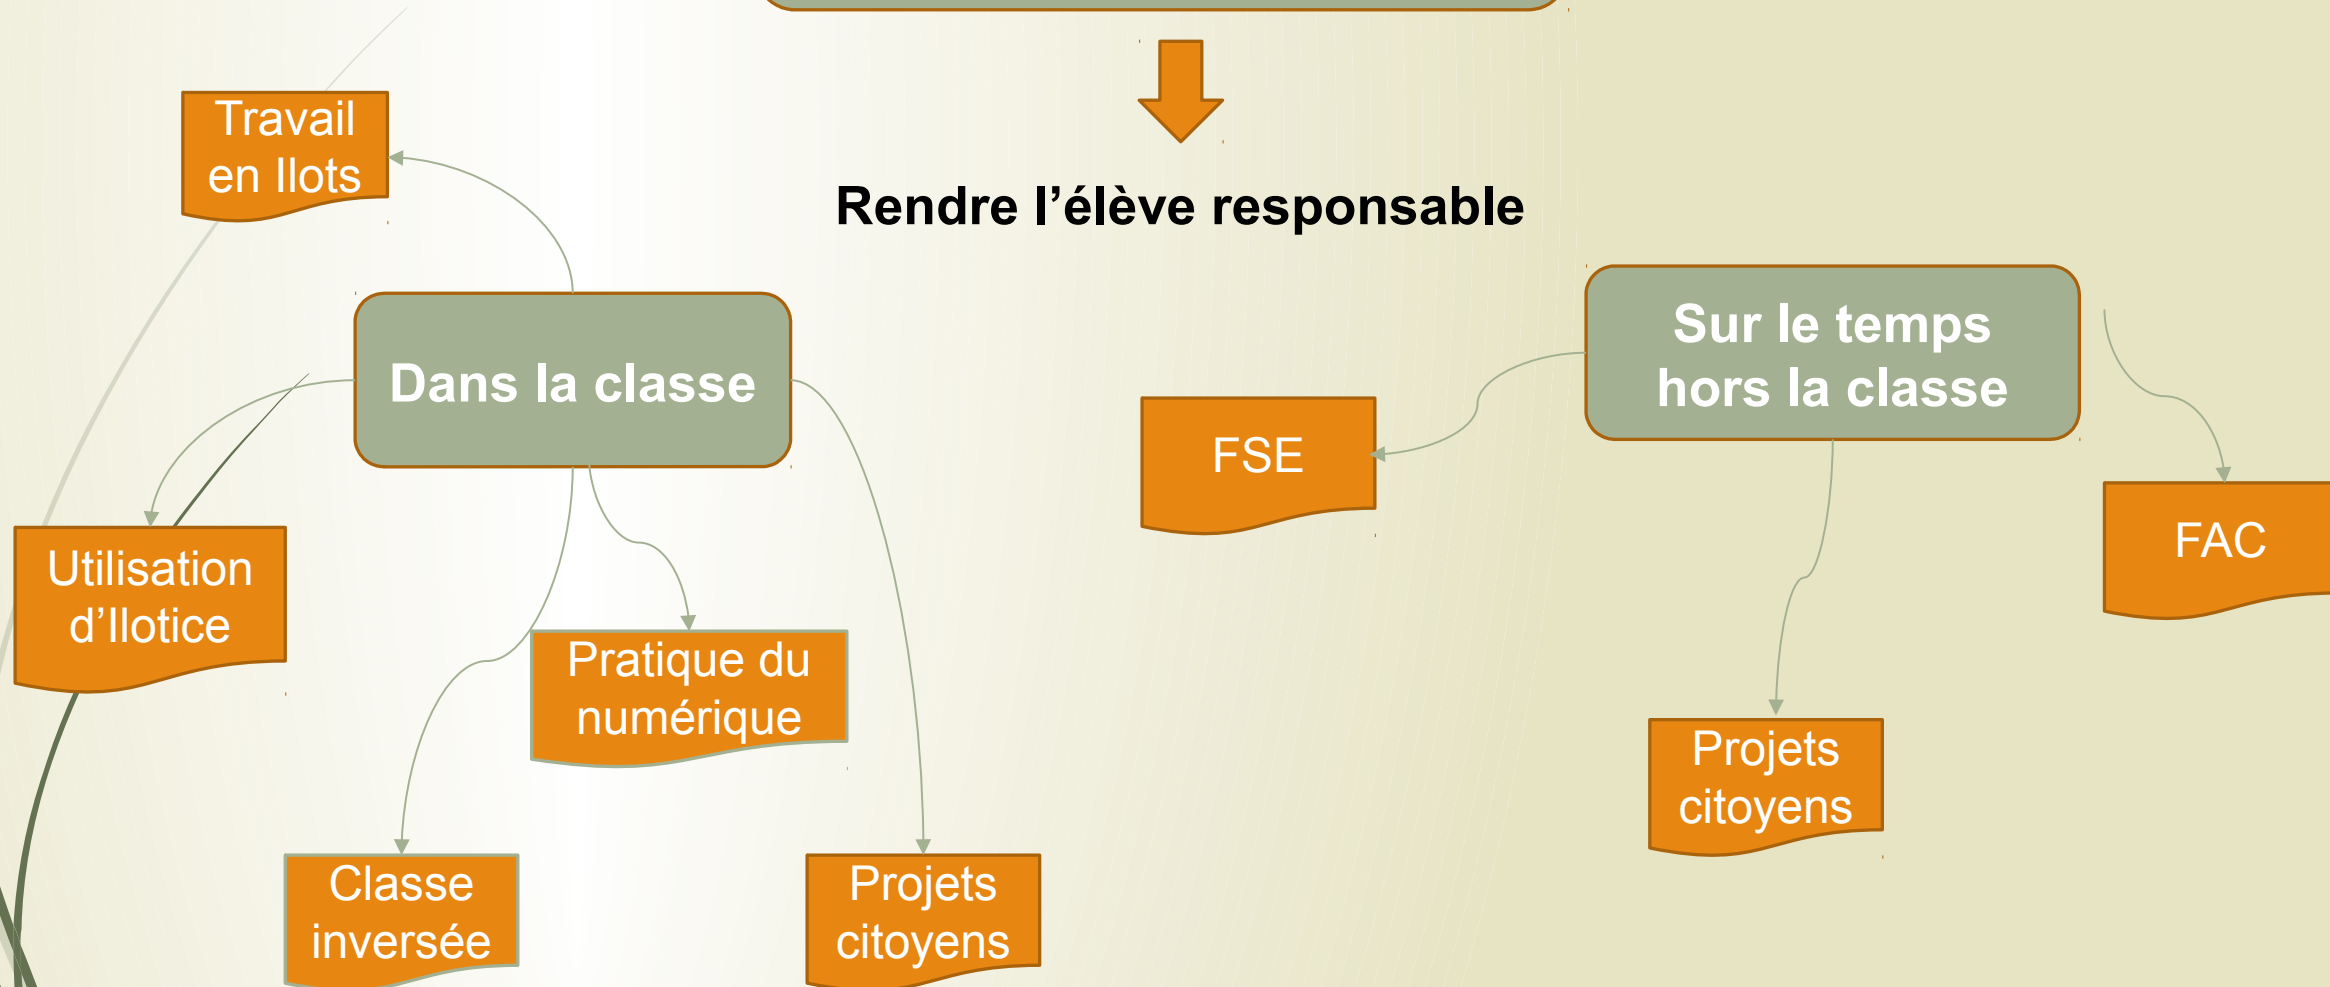 Travail
en Ilots
Rendre l’élève responsable
Dans la classe
Sur le temps
hors la classe
FSE
FAC
Utilisation
d’Ilotice
Pratique du
numérique
Projets
citoyens
Classe
inversée
Projets
citoyens